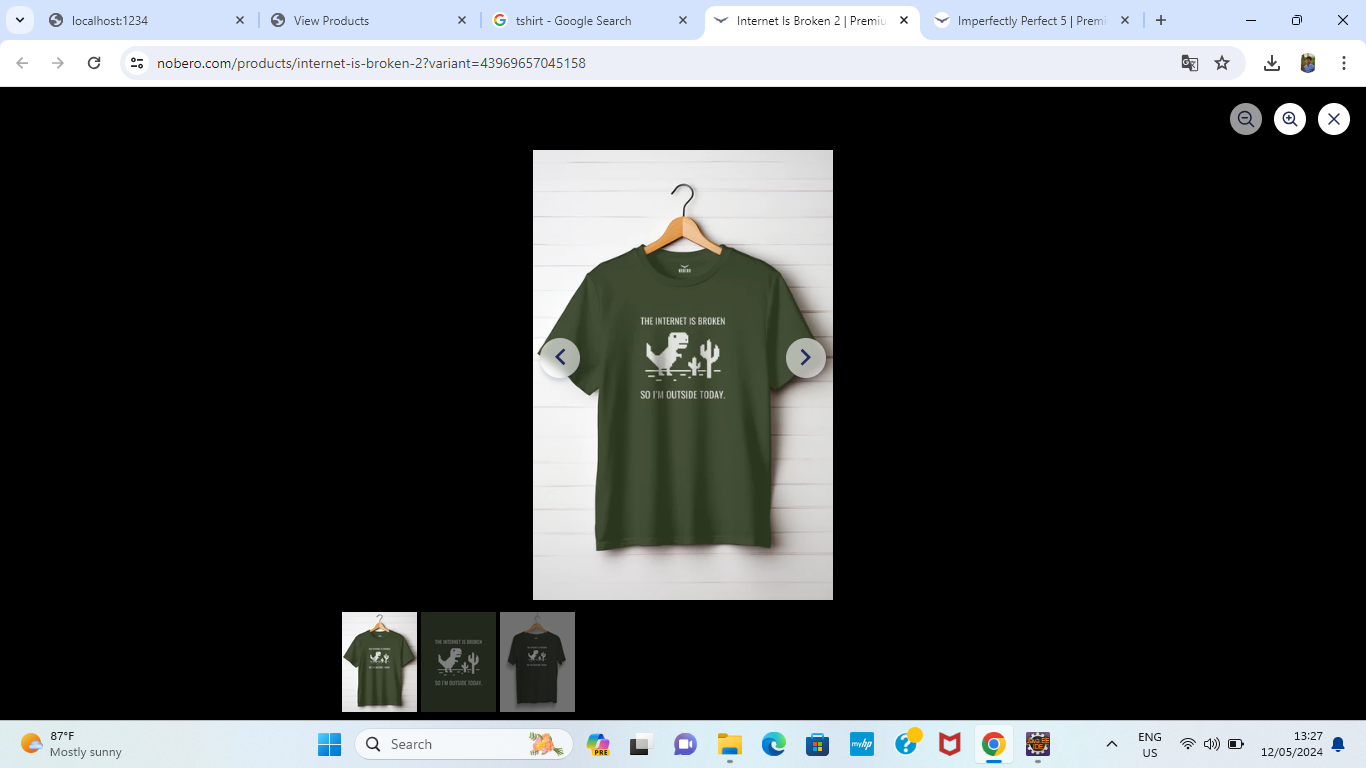 localhost:1234
View Products
tshirt - Google Search
Internet Is Broken 2 | Premiu
Imperfectly Perfect 5 | Premi
nobero.com/products/internet-is-broken-2?variant=43969657045158
THE INTERNET IS BROKEN
SO I'M OUTSIDE TODAY.
THE INTERNET IS BROKEN
SO I'M OUTSIDE TODAY.
87°F
Mostly sunny
Search
PRE
myhp
ENG
US
13:27
12/05/2024